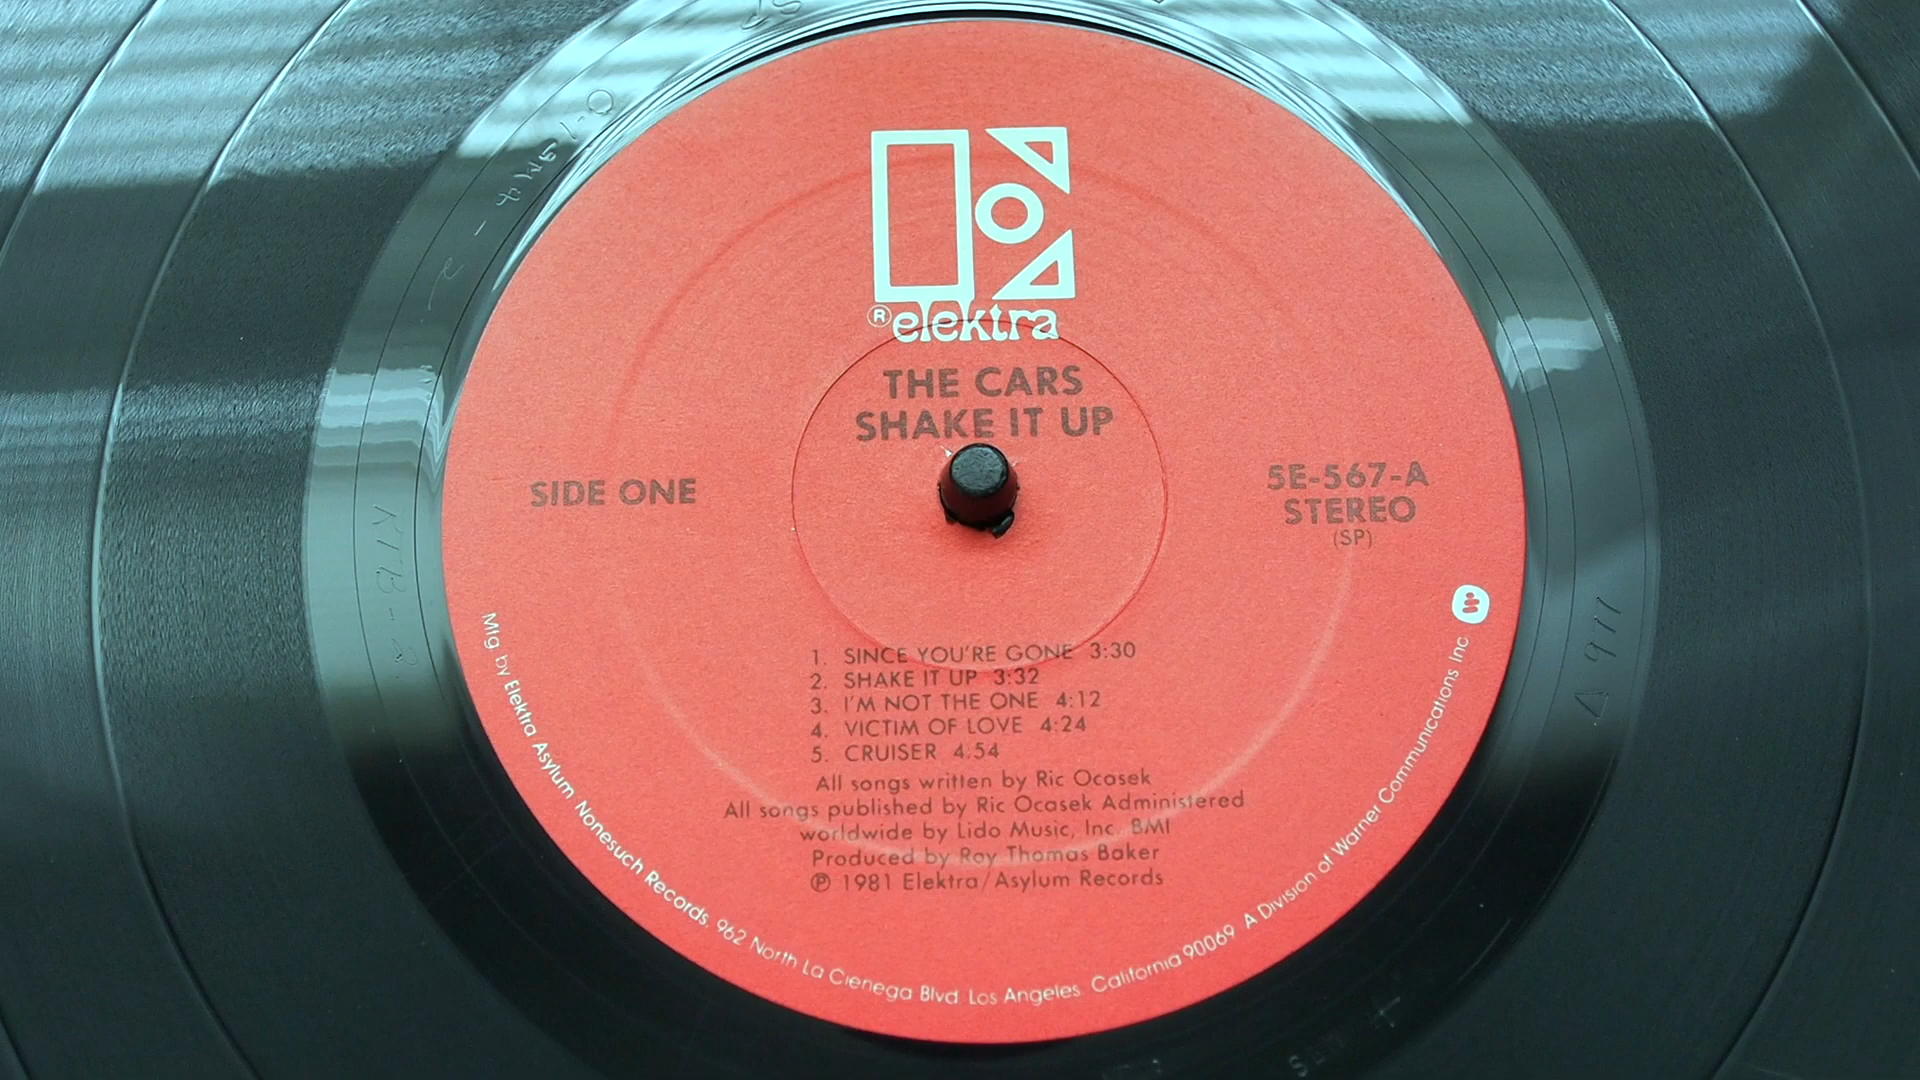 ® elektra
THE CARS
SHAKE IT UP
SIDE ONE
5E-567-A
STEREO
(SP)
1. SINCE YOU'RE GONE 3:30
2. SHAKE IT UP 3:32
3. I'M NOT THE ONE 4:12
4. VICTIM OF LOVE 4:24
5. CRUISER 4:54
All songs written by Ric Ocasek
All songs published by Ric Ocasek Administered
worldwide by Lido Music, Inc. BMI
Produced by Roy Thomas Baker
℗ 1981 Elektra/Asylum Records
Mfg. by Elektra Asylum Nonesuch Records, 962 North La Cienega Blvd. Los Angeles. California 90069 A Division of Warner Communications Inc
KTB-2